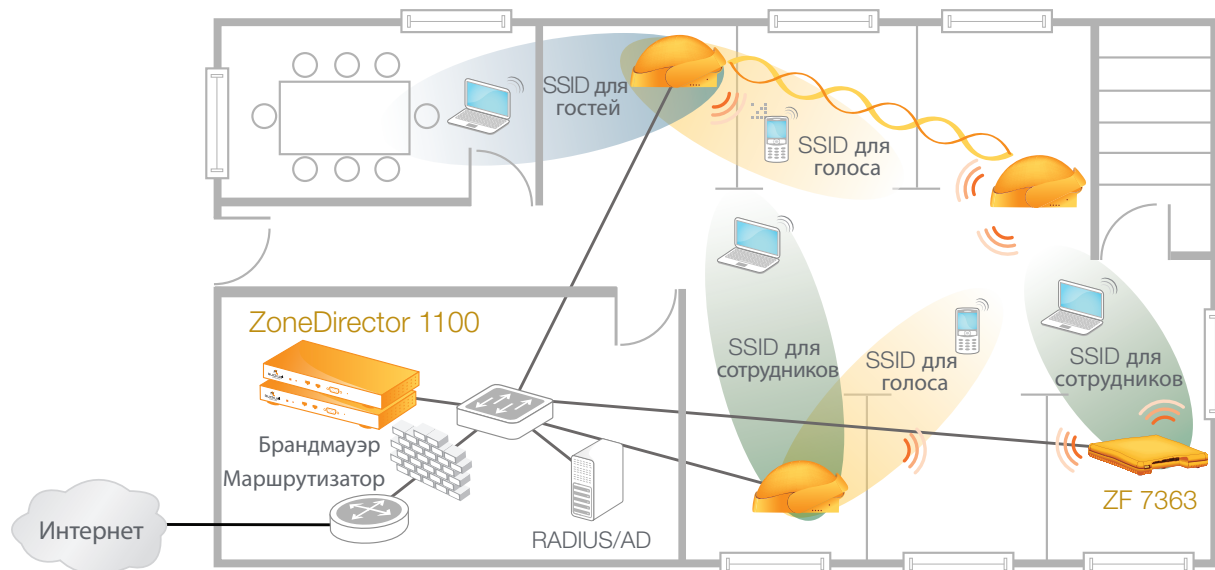 SSID для
гостей
SSID для
голоса
ZoneDirector 1100
SSID для
сотрудников
SSID для
голоса
SSID для
сотрудников
Брандмауэр
Маршрутизатор
Интернет
RADIUS/AD
ZF 7363